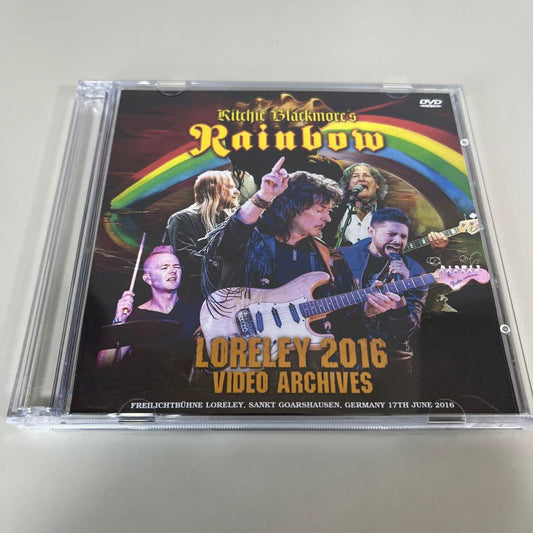 DVD
Ritchie Blackmore's
Rainbow
LORELEY 2016
VIDEO ARCHIVES
FREILICHTBÜHNE LORELEY, SANKT GOARSHAUSEN, GERMANY 17TH JUNE 2016